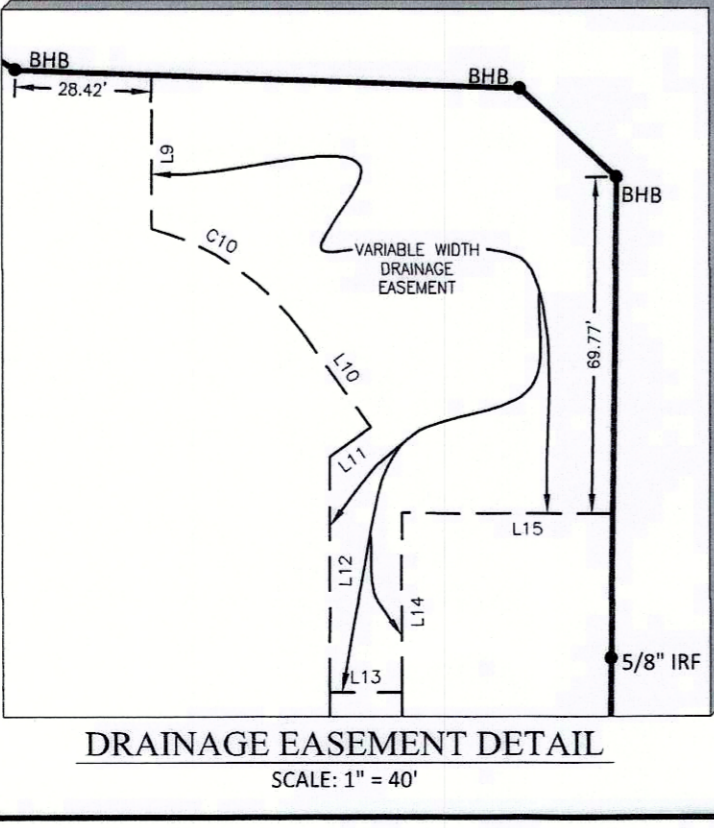 BHB
28.42'
BHB
BHB
L9
C10
VARIABLE WIDTH
DRAINAGE
EASEMENT
69.77'
L10
L11
L15
L12
L14
L13
5/8" IRF
DRAINAGE EASEMENT DETAIL
SCALE: 1" = 40'